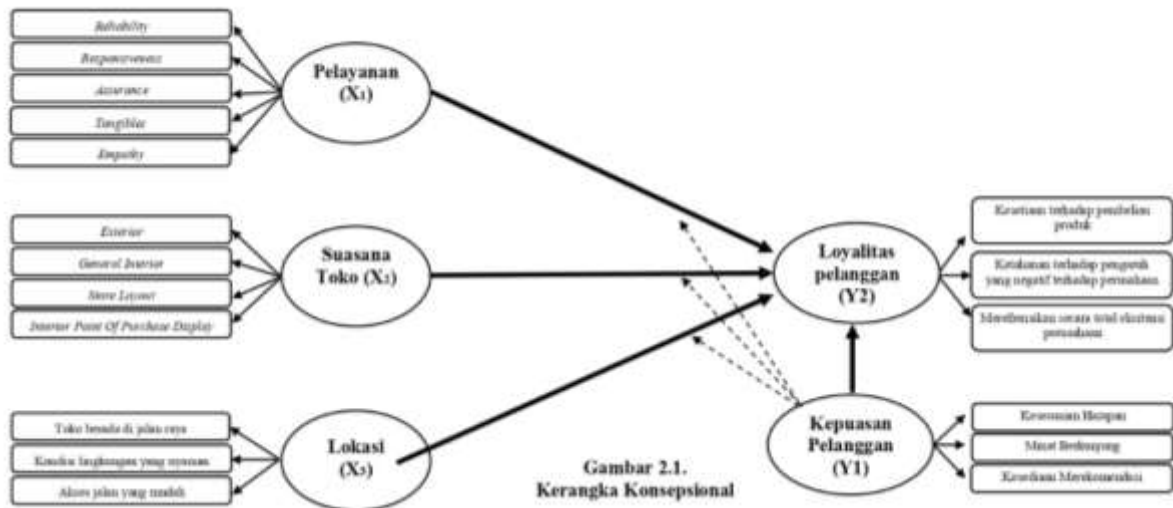 Reliability
Responsiveness
Assurance
Tangibles
Empathy
Pelayanan
(X1)
Exterior
General Interior
Store Layout
Interior Point Of Purchase Display
Suasana
Toko (X2)
Toko berada di jalan raya
Kondisi lingkungan yang nyaman
Akses jalan yang mudah
Lokasi
(X3)
Loyalitas
pelanggan
(Y2)
Kesetiaan terhadap pembelian
produk
Ketahanan terhadap pengaruh
yang negatif terhadap perusahaan
Mereferensikan secara total eksistensi
perusahaan
Kepuasan
Pelanggan
(Y1)
Kesesuaian Harapan
Minat Berkunjung
Kesediaan Merekomendasi
Gambar 2.1.
Kerangka Konsepsional